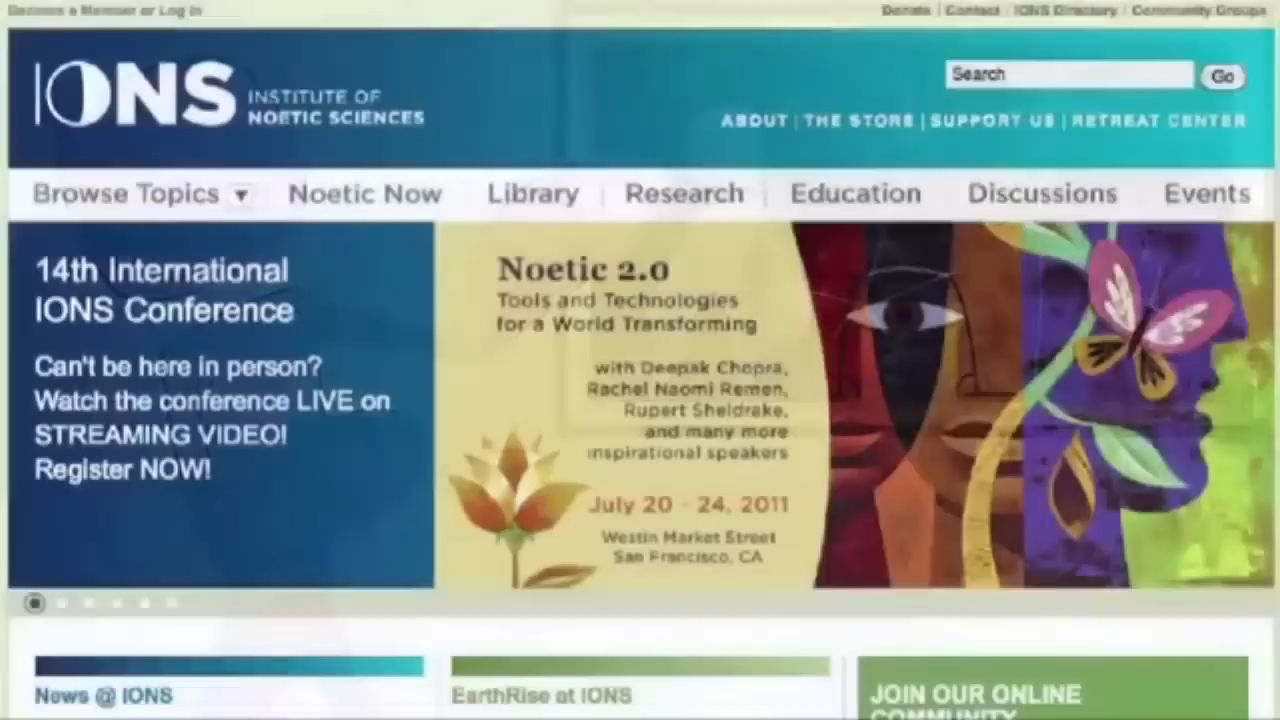 Become a Member or Log In
Donate | Contact | IONS Directory | Community Groups
IONS INSTITUTE OF
NOETIC SCIENCES
Search Go
ABOUT | THE STORE | SUPPORT US | RETREAT CENTER
Browse Topics ▼ Noetic Now Library Research Education Discussions Events
14th International
IONS Conference
Can't be here in person?
Watch the conference LIVE on
STREAMING VIDEO!
Register NOW!
Noetic 2.0
Tools and Technologies
for a World Transforming
with Deepak Chopra,
Rachel Naomi Remen,
Rupert Sheldrake,
and many more
inspirational speakers
July 20 - 24, 2011
Westin Market Street
San Francisco, CA
News @ IONS
EarthRise at IONS
JOIN OUR ONLINE
COMMUNITY